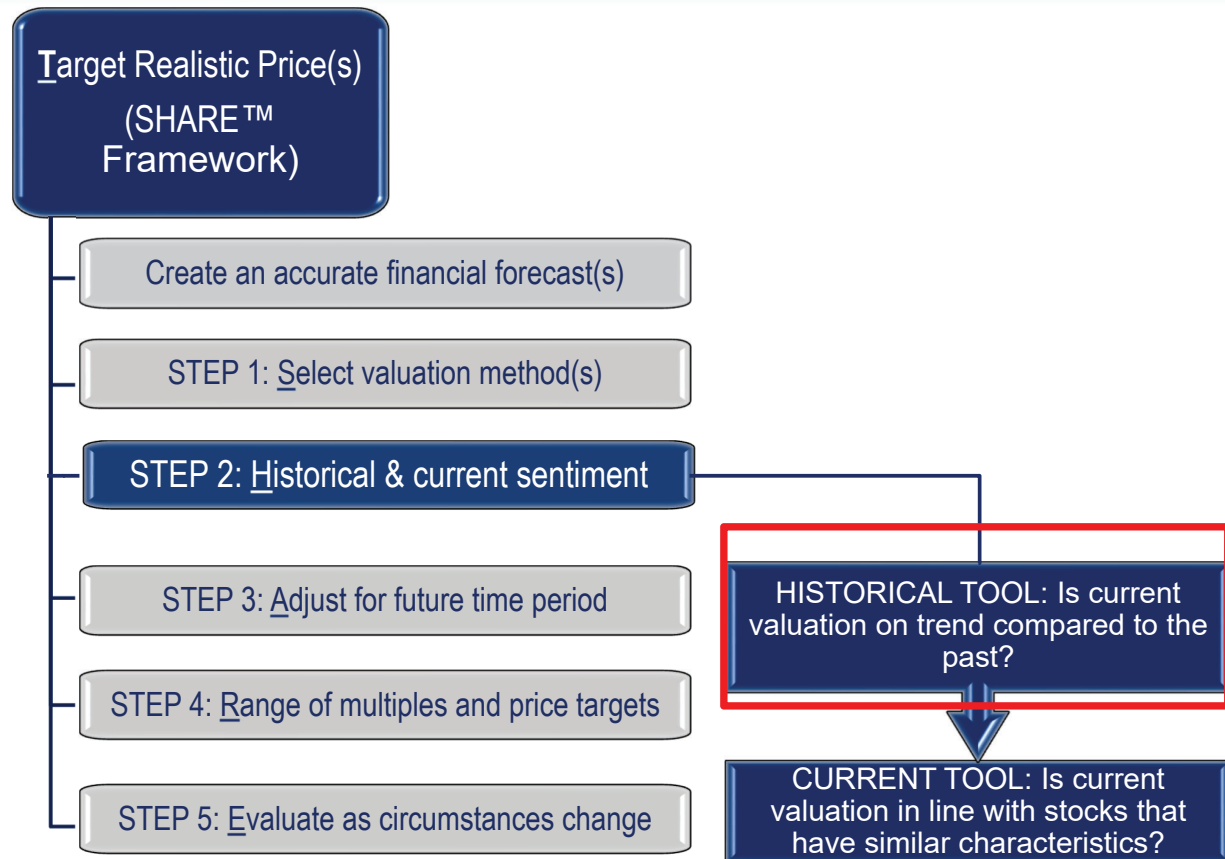 Target Realistic Price(s)
(SHARE™
Framework)
Create an accurate financial forecast(s)
STEP 1: Select valuation method(s)
STEP 2: Historical & current sentiment
STEP 3: Adjust for future time period
STEP 4: Range of multiples and price targets
STEP 5: Evaluate as circumstances change
HISTORICAL TOOL: Is current
valuation on trend compared to the
past?
CURRENT TOOL: Is current
valuation in line with stocks that
have similar characteristics?